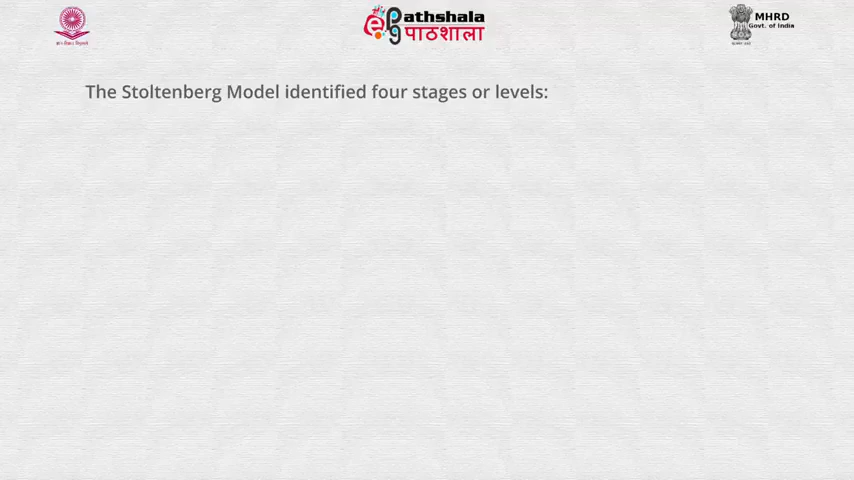 ePathshala
पाठशाला
MHRD
Govt. of India
The Stoltenberg Model identified four stages or levels: